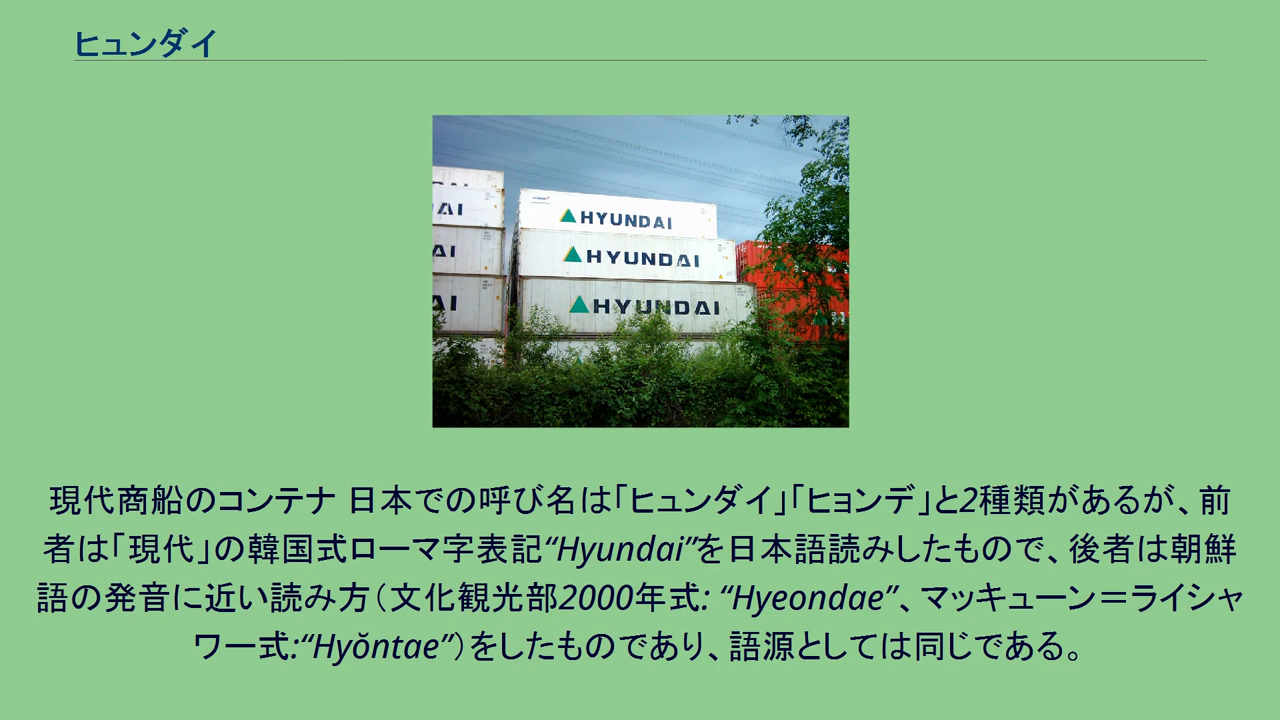 ヒュンダイ
AI
HYUNDAI
AI
HYUNDAI
AI
HYUNDAI
現代商船のコンテナ 日本での呼び名は「ヒュンダイ」「ヒョンデ」と2種類があるが、前
者は「現代」の韓国式ローマ字表記“Hyundai”を日本語読みしたもので、後者は朝鮮
語の発音に近い読み方（文化観光部2000年式: “Hyeondae”、マッキューン＝ライシャ
ワー式:“Hyŏntae”）をしたものであり、語源としては同じである。